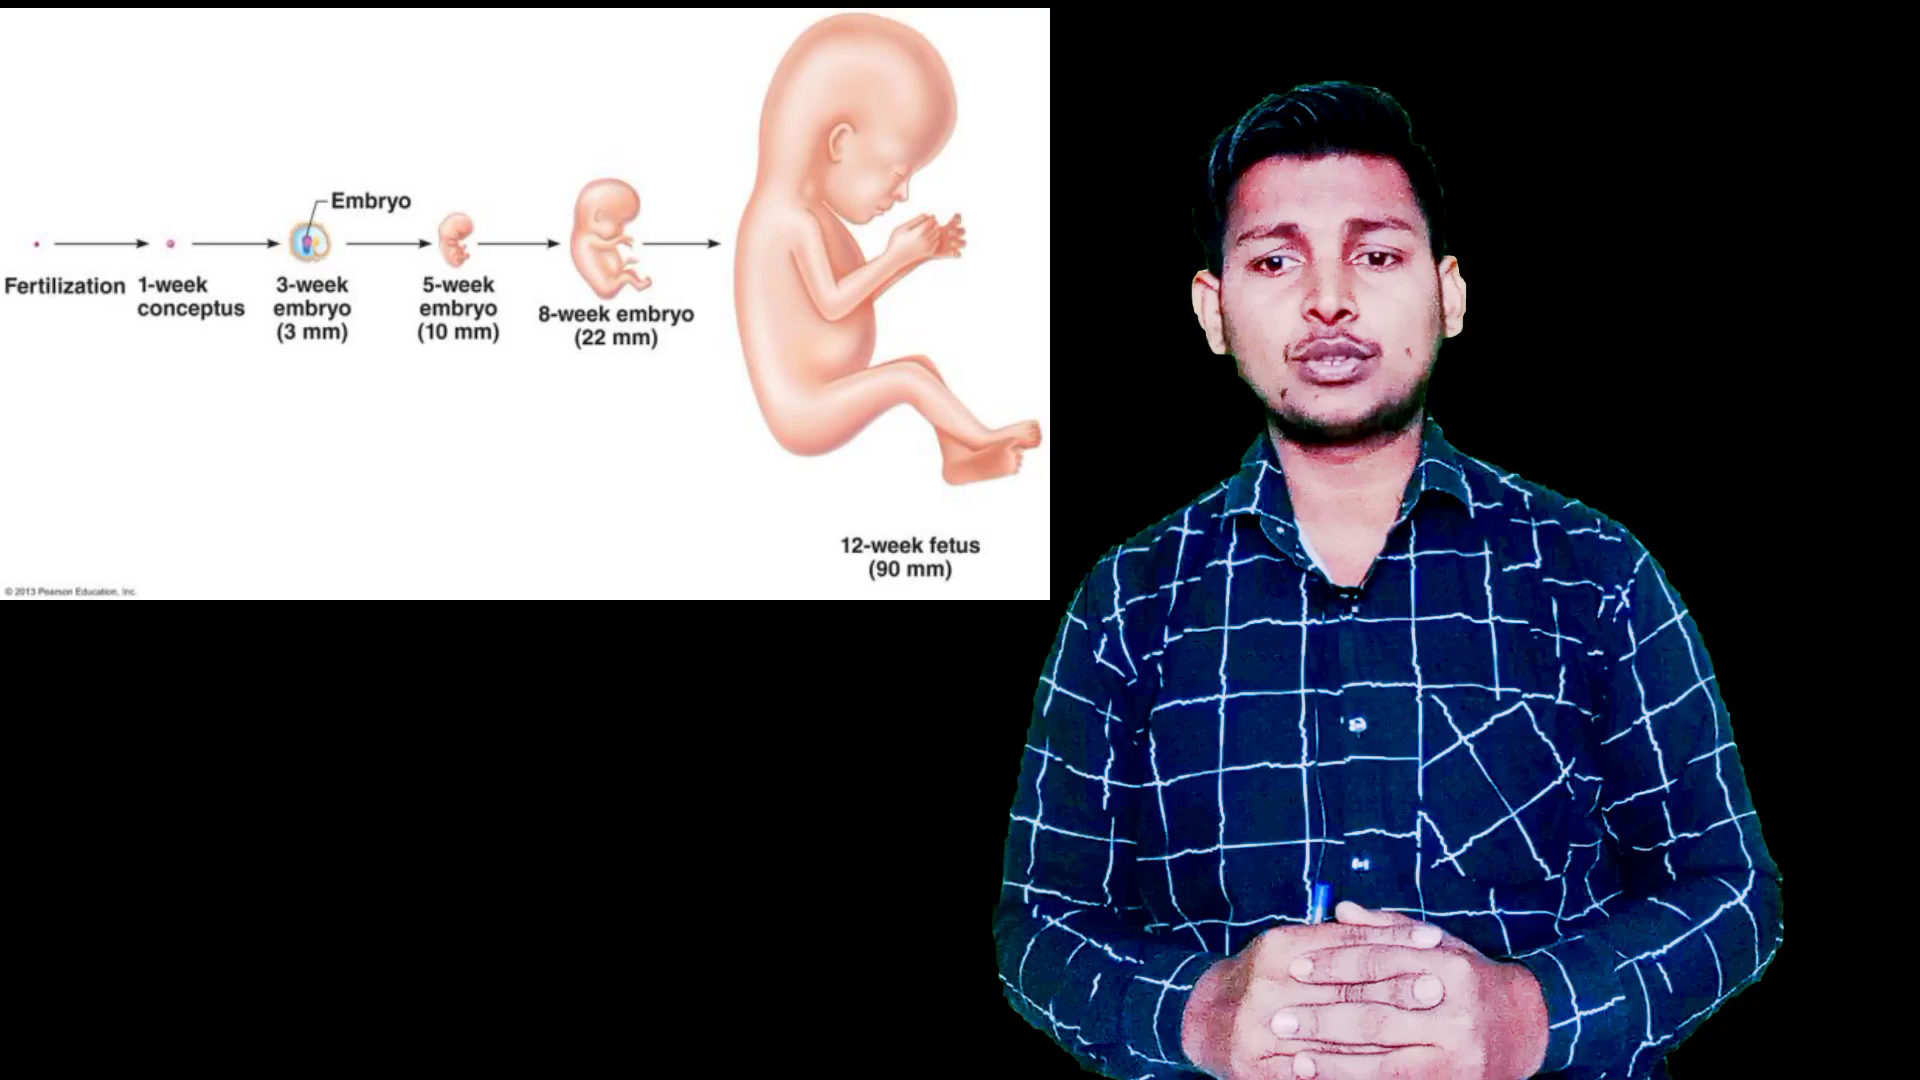 Embryo
Fertilization
1-week
conceptus
3-week
embryo
(3 mm)
5-week
embryo
(10 mm)
8-week embryo
(22 mm)
12-week fetus
(90 mm)
© 2013 Pearson Education, Inc.